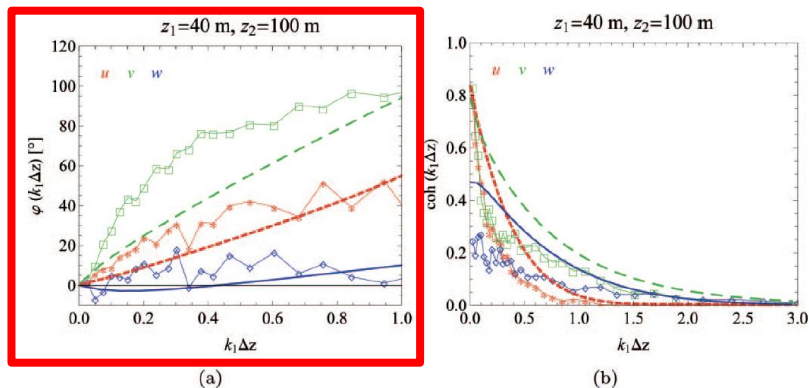 z₁=40 m, z₂=100 m
120
100
80
60
40
20
0
-20
u v w
φ (k₁Δz) [°]
0.0 0.2 0.4 0.6 0.8 1.0
k₁Δz
(a)
z₁=40 m, z₂=100 m
1.0
0.8
0.6
0.4
0.2
0.0
u v w
coh (k₁Δz)
0.0 0.5 1.0 1.5 2.0 2.5 3.0
k₁Δz
(b)